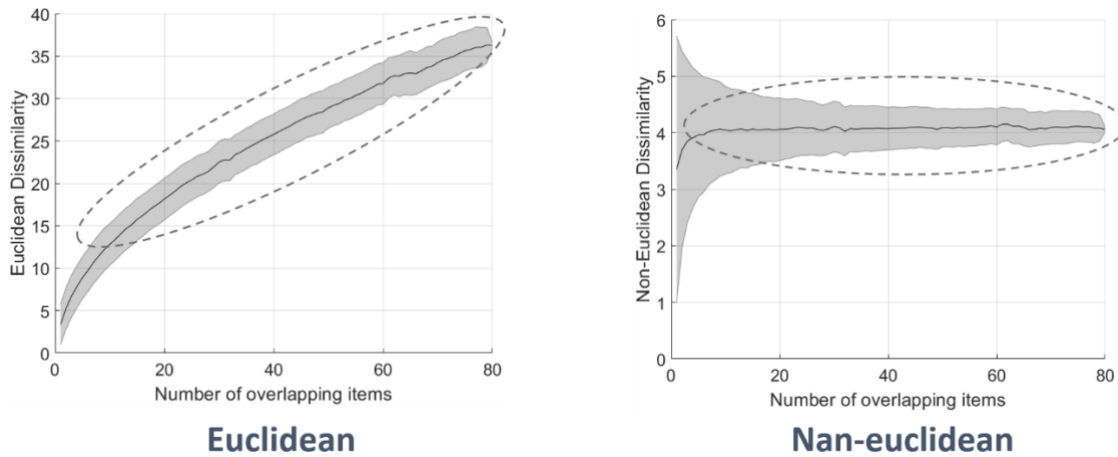 40
35
30
25
20
15
10
5
0
Euclidean Dissimilarity
0 20 40 60 80
Number of overlapping items
Euclidean
6
5
4
3
2
1
0
Non-Euclidean Dissimilarity
0 20 40 60 80
Number of overlapping items
Nan-euclidean